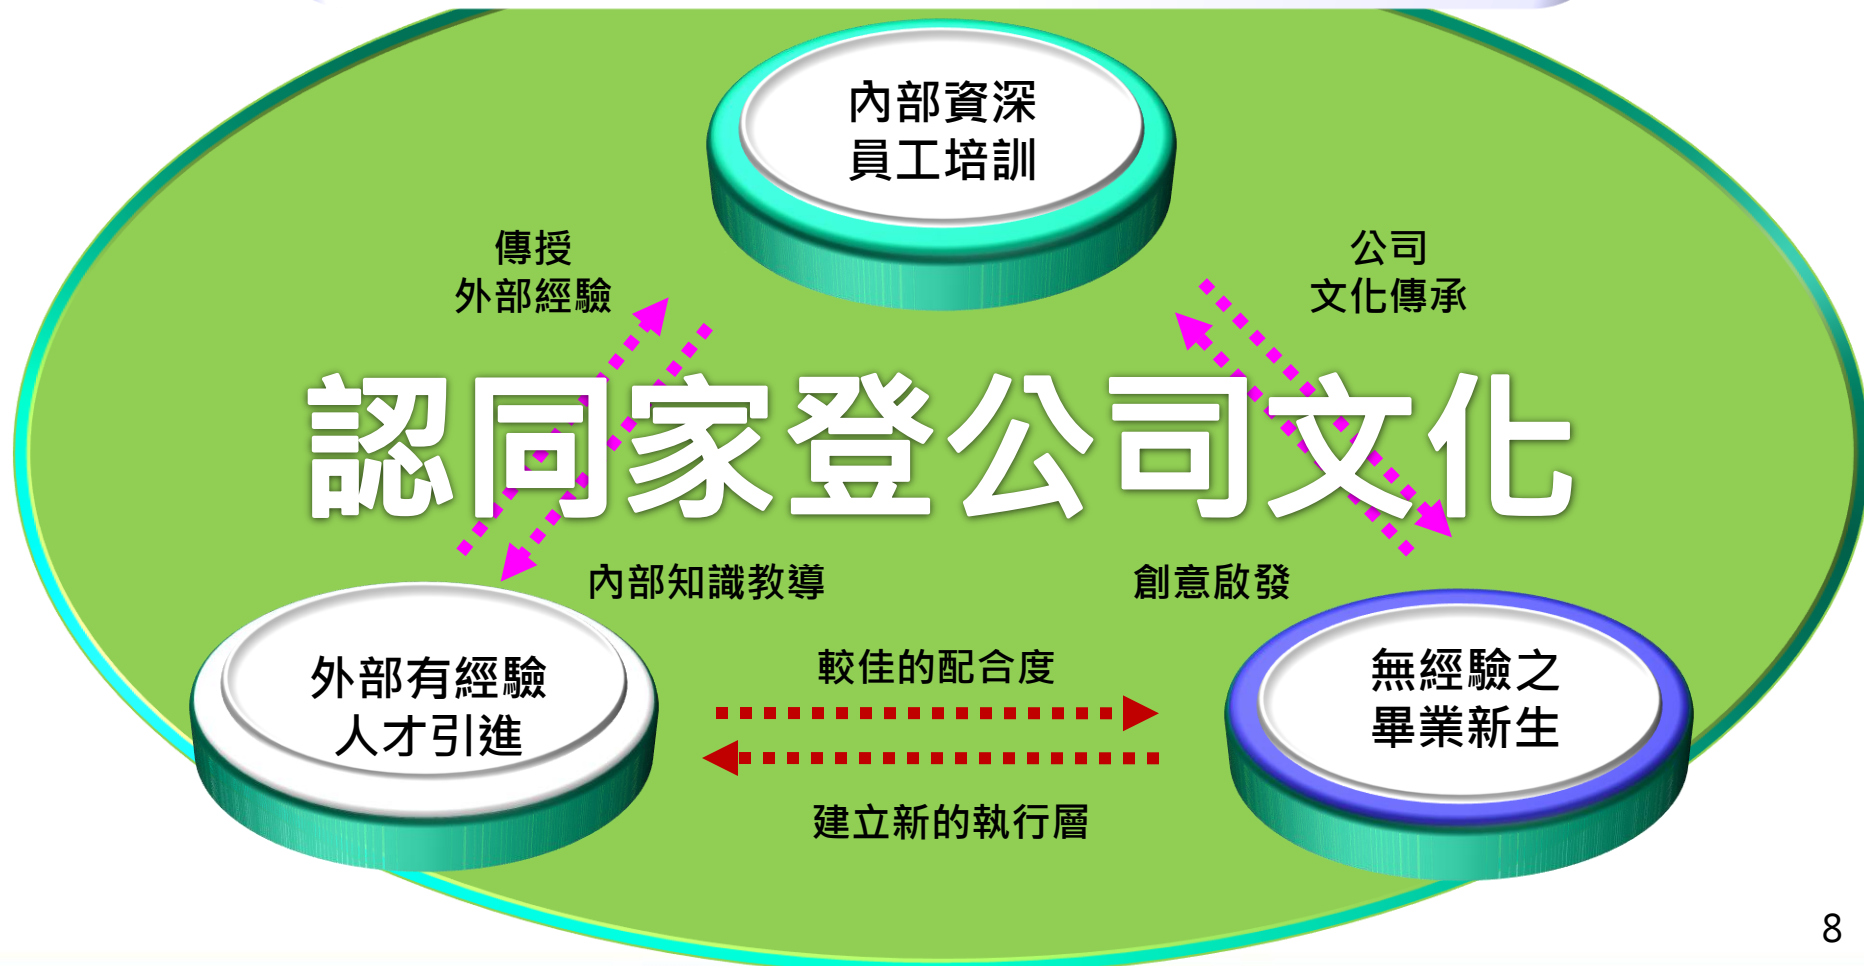 內部資深
員工培訓
傳授
外部經驗
公司
文化傳承
認同家登公司文化
內部知識教導
創意啟發
外部有經驗
人才引進
較佳的配合度
建立新的執行層
無經驗之
畢業新生
8